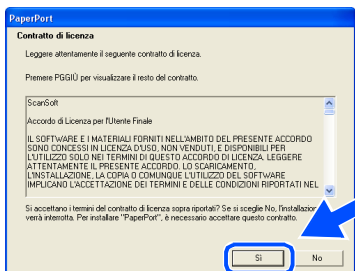 PaperPort
Contratto di licenza
Leggere attentamente il seguente contratto di licenza.
Premere PGGIÙ per visualizzare il resto del contratto.
ScanSoft
Accordo di Licenza per l'Utente Finale
IL SOFTWARE E I MATERIALI FORNITI NELL'AMBITO DEL PRESENTE ACCORDO
SONO CONCESSI IN LICENZA D'USO, NON VENDUTI, E DISPONIBILI PER
L'UTILIZZO SOLO NEI TERMINI DI QUESTO ACCORDO DI LICENZA. LEGGERE
ATTENTAMENTE IL PRESENTE ACCORDO. LO SCARICAMENTO,
L'INSTALLAZIONE, LA COPIA O COMUNQUE L'UTILIZZO DEL SOFTWARE
IMPLICANO L'ACCETTAZIONE DEI TERMINI E DELLE CONDIZIONI RIPORTATI NEL
Si accettano i termini del contratto di licenza sopra riportati? Se si sceglie No, l'installazione
verrà interrotta. Per installare "PaperPort", è necessario accettare questo contratto.
Sì
No